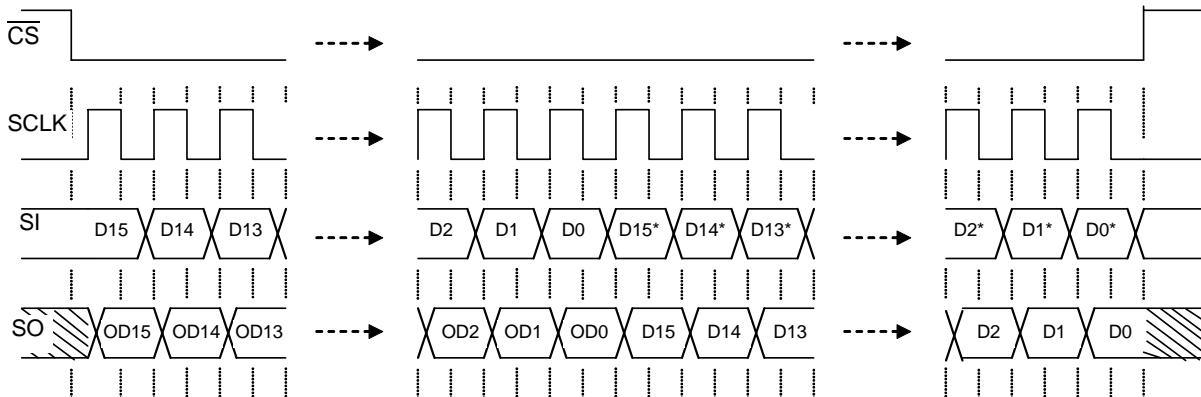 CS
SCLK
SI D15 D14 D13 D2 D1 D0 D15* D14* D13* D2* D1* D0*
SO OD15 OD14 OD13 OD2 OD1 OD0 D15 D14 D13 D2 D1 D0